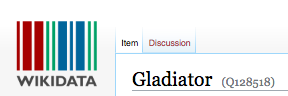 Item Discussion
WIKIDATA
Gladiator (Q128518)